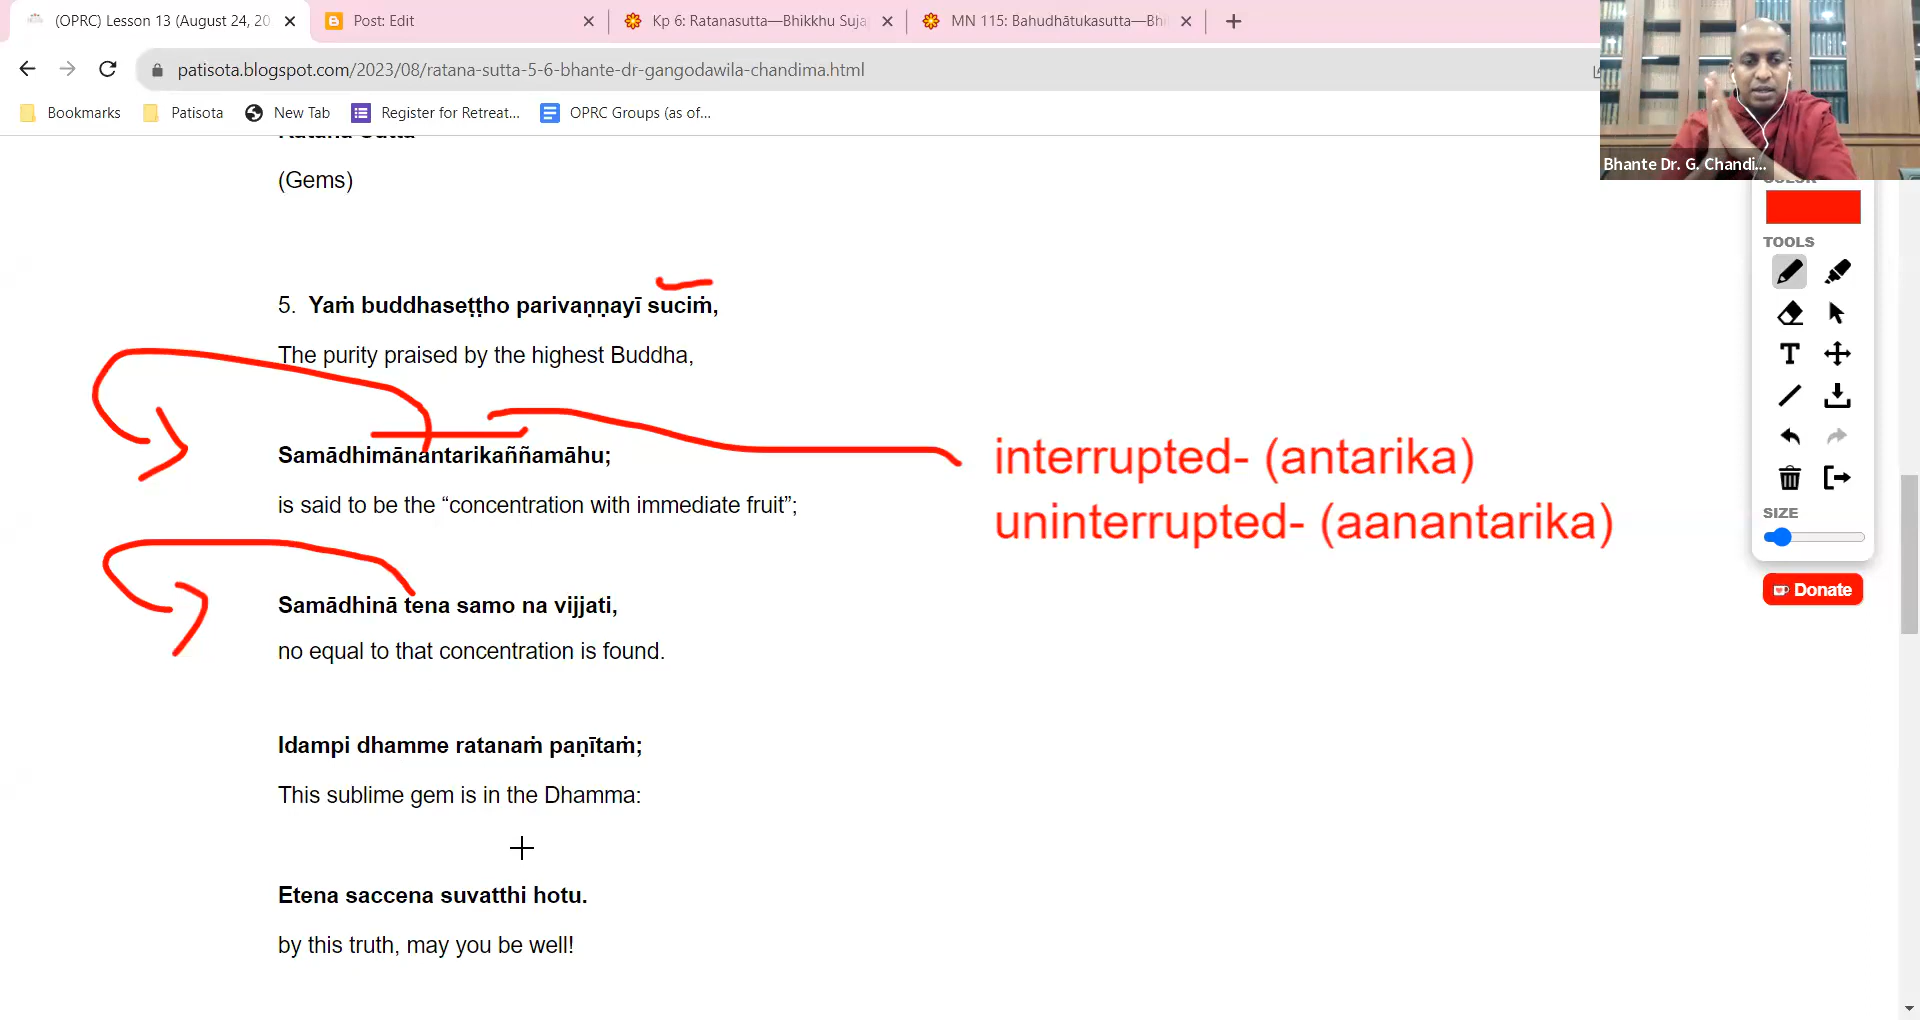 (OPRC) Lesson 13 (August 24, 20
Post: Edit
Kp 6: Ratanasutta—Bhikkhu Suja
MN 115: Bahudhātukasutta—Bhi
patisota.blogspot.com/2023/08/ratana-sutta-5-6-bhante-dr-gangodawila-chandima.html
Bookmarks
Patisota
New Tab
Register for Retreat...
OPRC Groups (as of...
Bhante Dr. G. Chandi...
Ratana Sutta
(Gems)
5. Yaṁ buddhaseṭṭho parivaṇṇayī suciṁ,
The purity praised by the highest Buddha,
Samādhimānantarikaññamāhu;
is said to be the “concentration with immediate fruit”;
Samādhinā tena samo na vijjati,
no equal to that concentration is found.
Idampi dhamme ratanaṁ paṇītaṁ;
This sublime gem is in the Dhamma:
Etena saccena suvatthi hotu.
by this truth, may you be well!
interrupted- (antarika)
uninterrupted- (aanantarika)
COLOR
TOOLS
T
SIZE
Donate